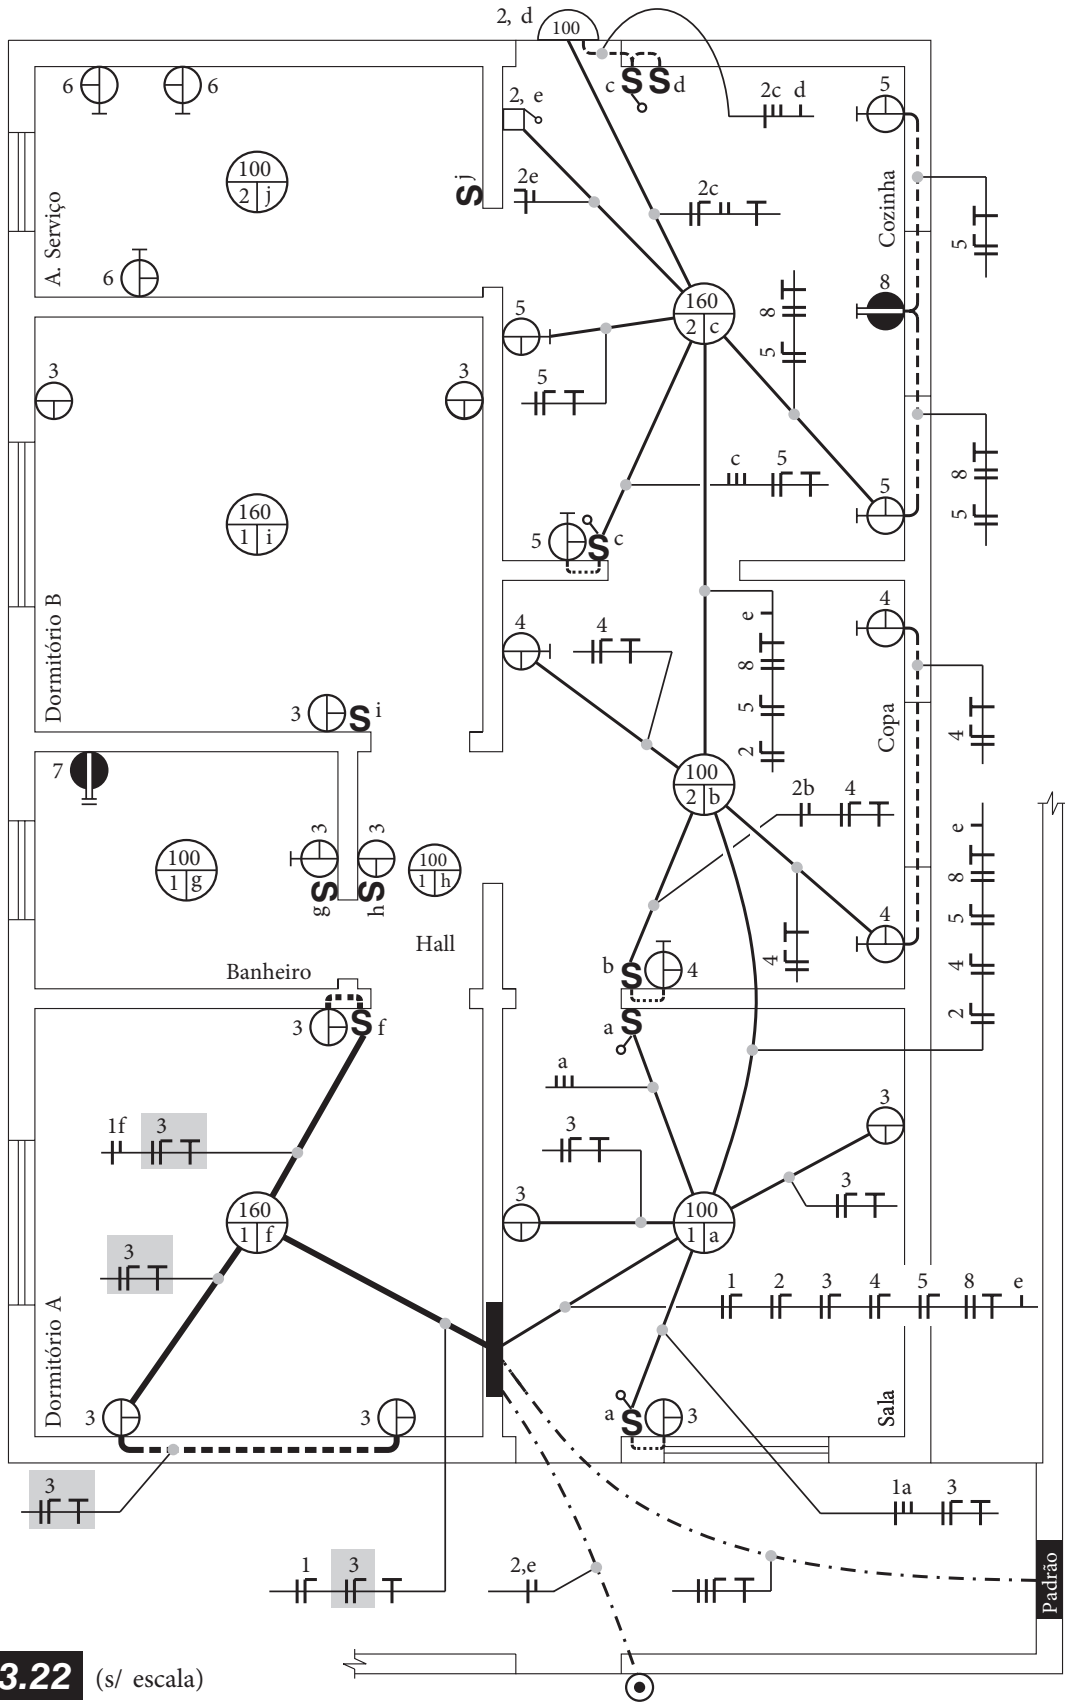 2, d
100
c S S d
2c d
5
6
6
2, e
100
2 j
S j
2e
2c
Cozinha
A. Serviço
5
6
8
160
2 c
5
8
5
5
3
3
5
8
5
c 5
5
160
1 i
5 S c
4
4
4
e
8
5
2
Dormitório B
3 S i
Copa
4
7
100
2 b
2b 4
e
8
5
4
2
3
3
100
1 g
100
1 h
S g
S h
4
4
Hall
Banheiro
b S 4
3 S f
a S
a
3
1f 3
3
3
3
160
1 f
100
1 a
3
1 2 3 4 5 8 e
Dormitório A
Sala
3
3
a S 3
3
1a 3
1 3
2,e
Padrão
3.22 (s/ escala)